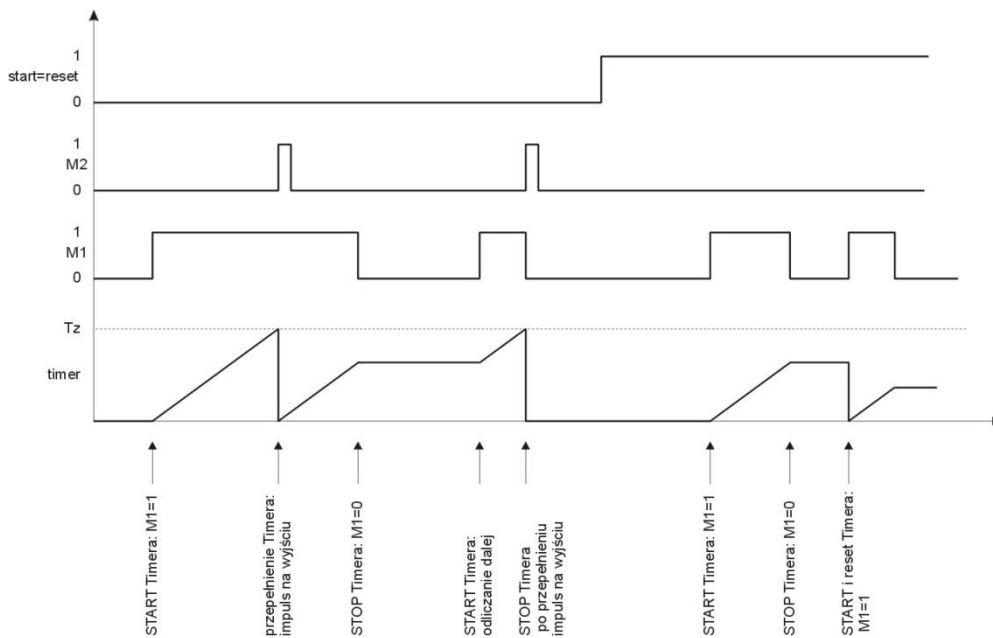 1
start=reset
0
1
M2
0
1
M1
0
Tz
timer
START Timera: M1=1
przepełnienie Timera:
impuls na wyjściu
STOP Timera: M1=0
START Timera:
odliczanie dalej
STOP Timera
po przepełnieniu
impuls na wyjściu
START Timera: M1=1
STOP Timera: M1=0
START i reset Timera:
M1=1